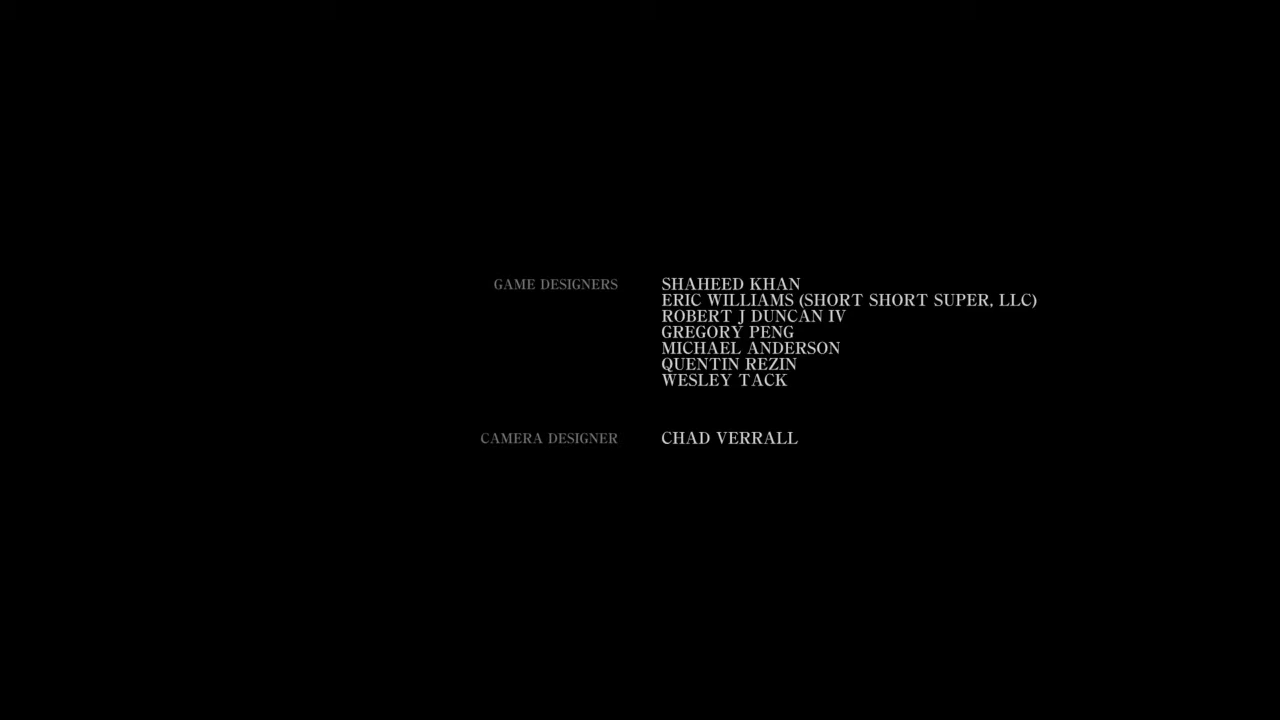 GAME DESIGNERS SHAHEED KHAN
ERIC WILLIAMS (SHORT SHORT SUPER, LLC)
ROBERT J DUNCAN IV
GREGORY PENG
MICHAEL ANDERSON
QUENTIN REZIN
WESLEY TACK
CAMERA DESIGNER CHAD VERRALL